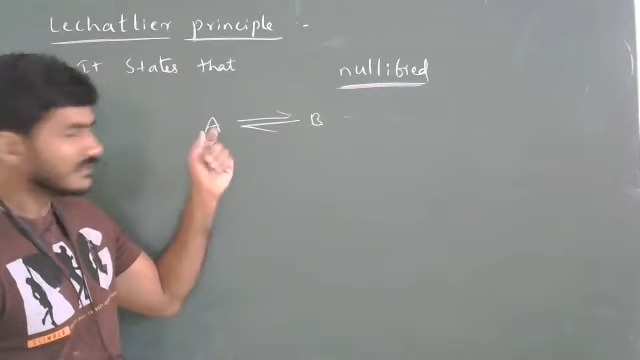 Lechatlier principle :-
It States that
nullified
A ⇌ B